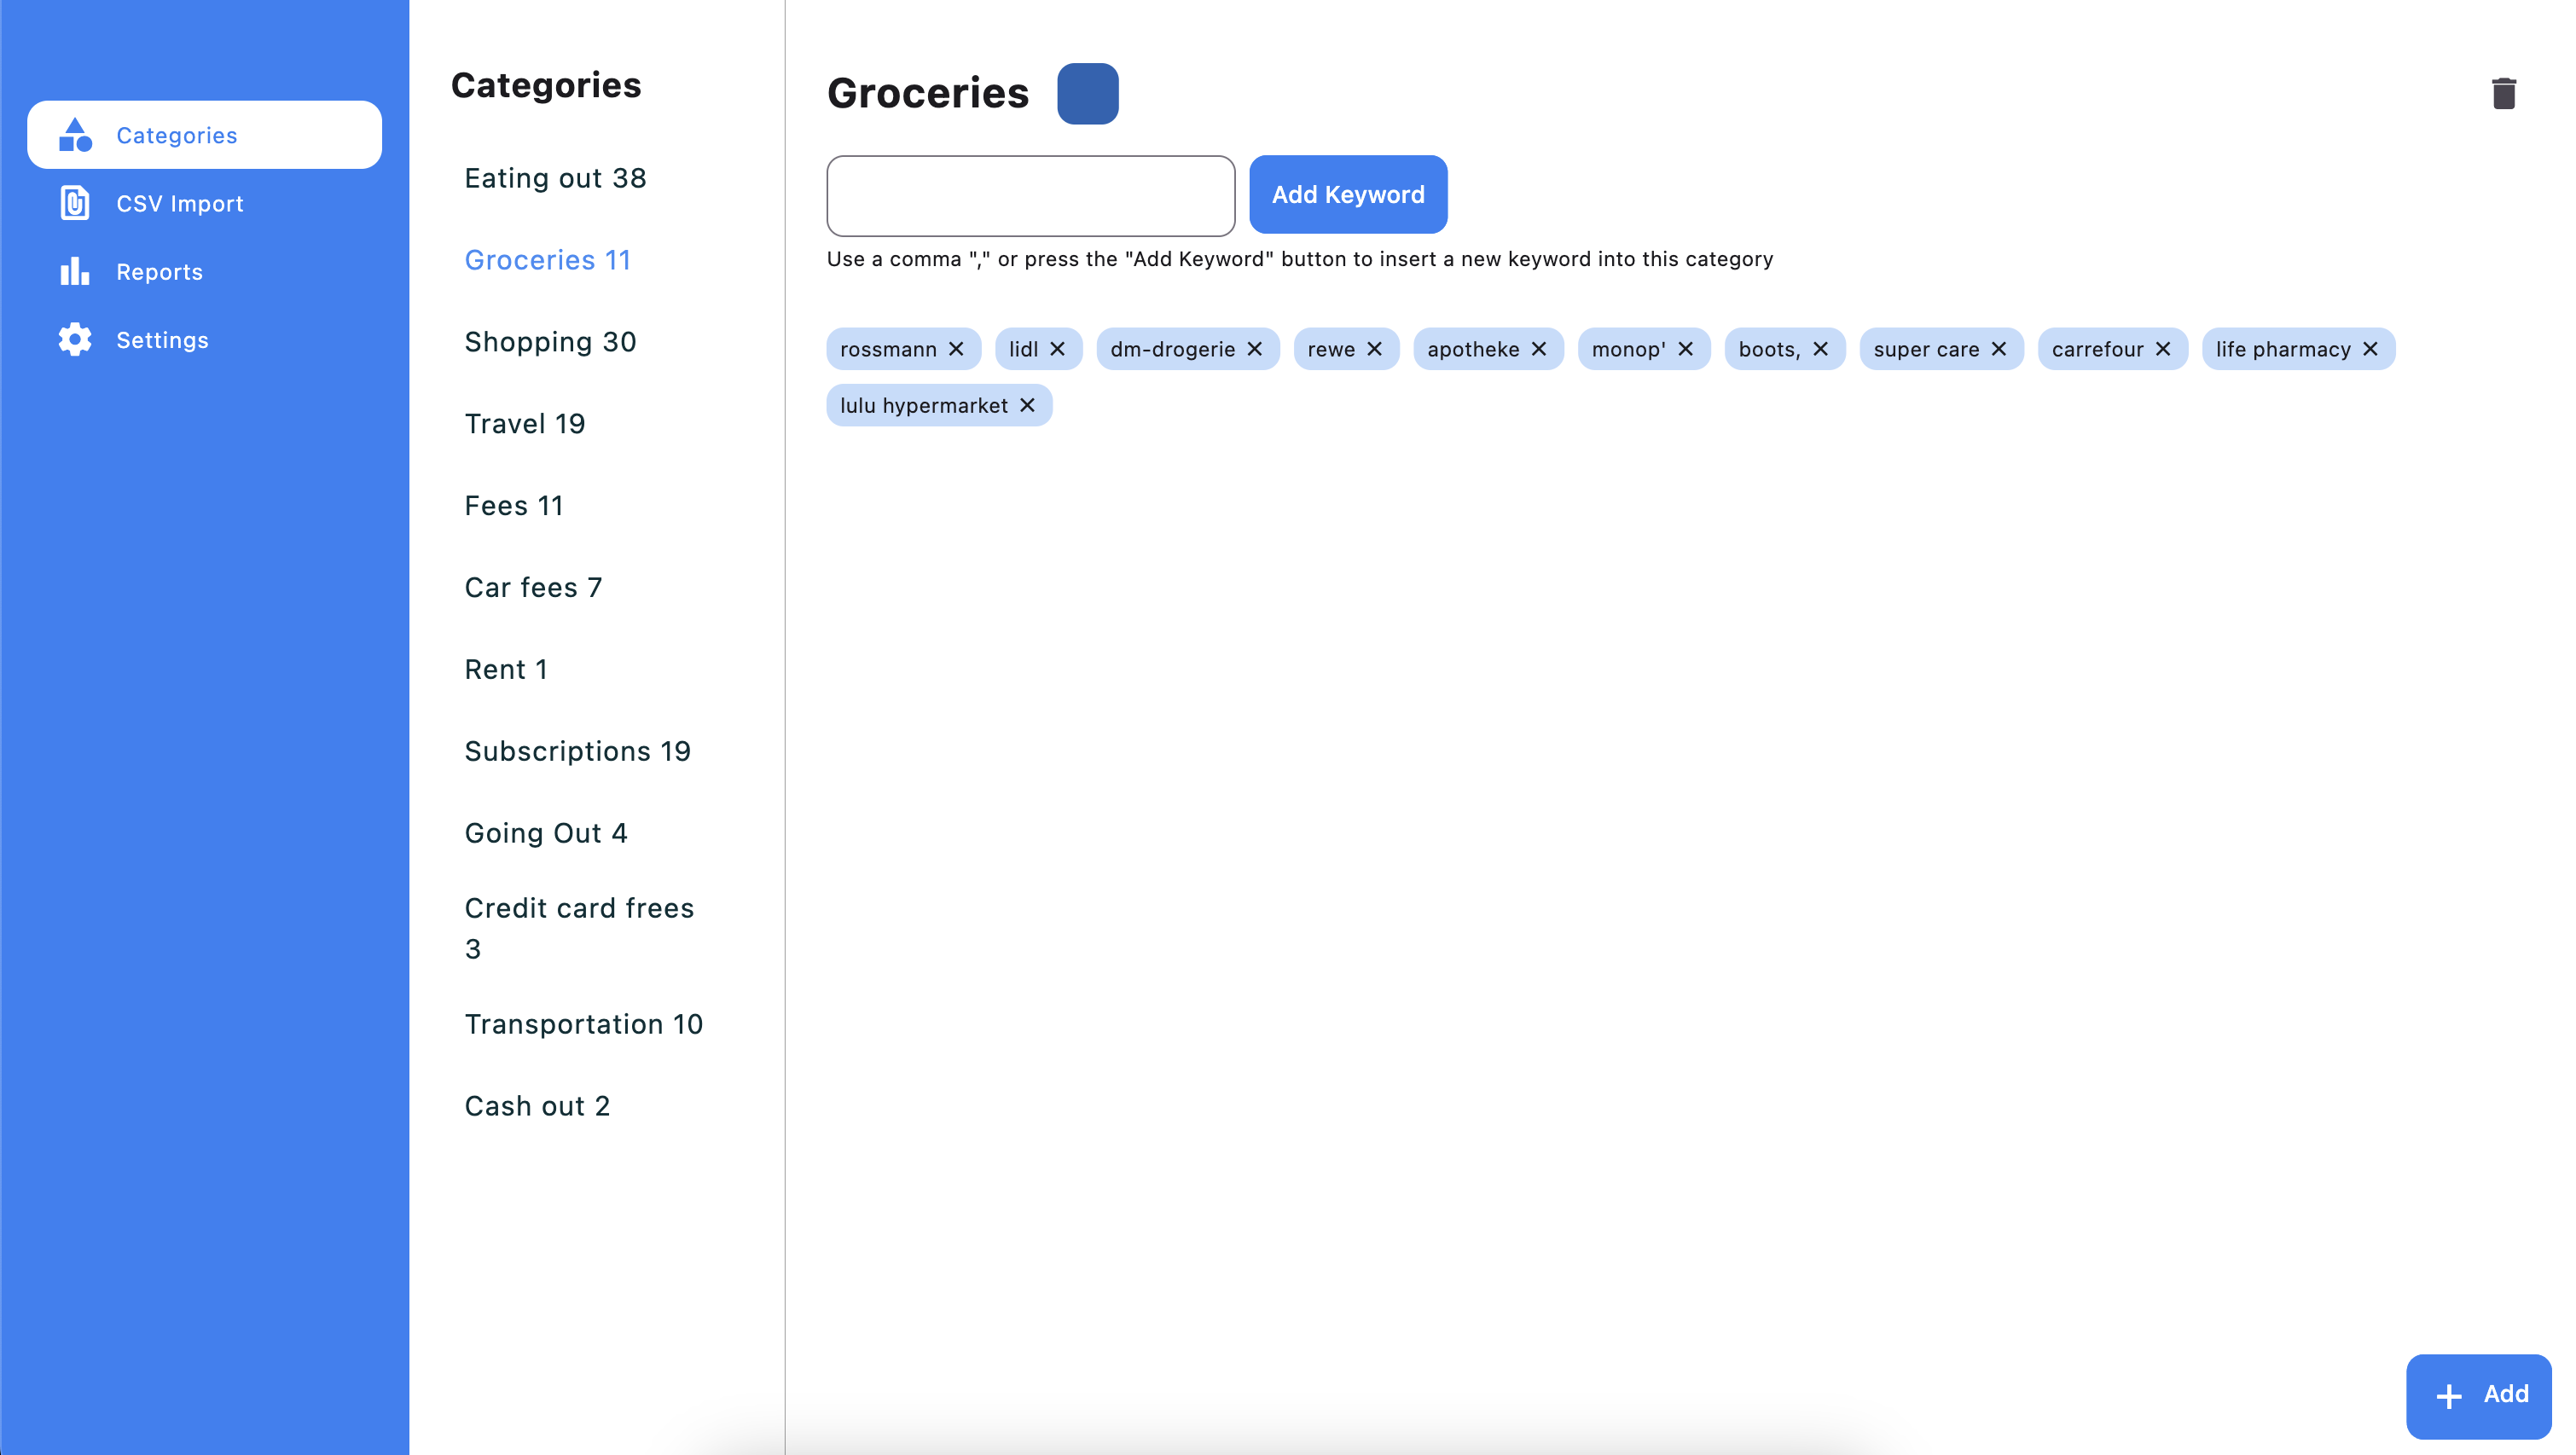 Categories
CSV Import
Reports
Settings
Categories
Eating out 38
Groceries 11
Shopping 30
Travel 19
Fees 11
Car fees 7
Rent 1
Subscriptions 19
Going Out 4
Credit card frees
3
Transportation 10
Cash out 2
Groceries
Add Keyword
Use a comma "," or press the "Add Keyword" button to insert a new keyword into this category
rossmann lidl dm-drogerie rewe apotheke monop' boots, super care carrefour life pharmacy
lulu hypermarket
Add